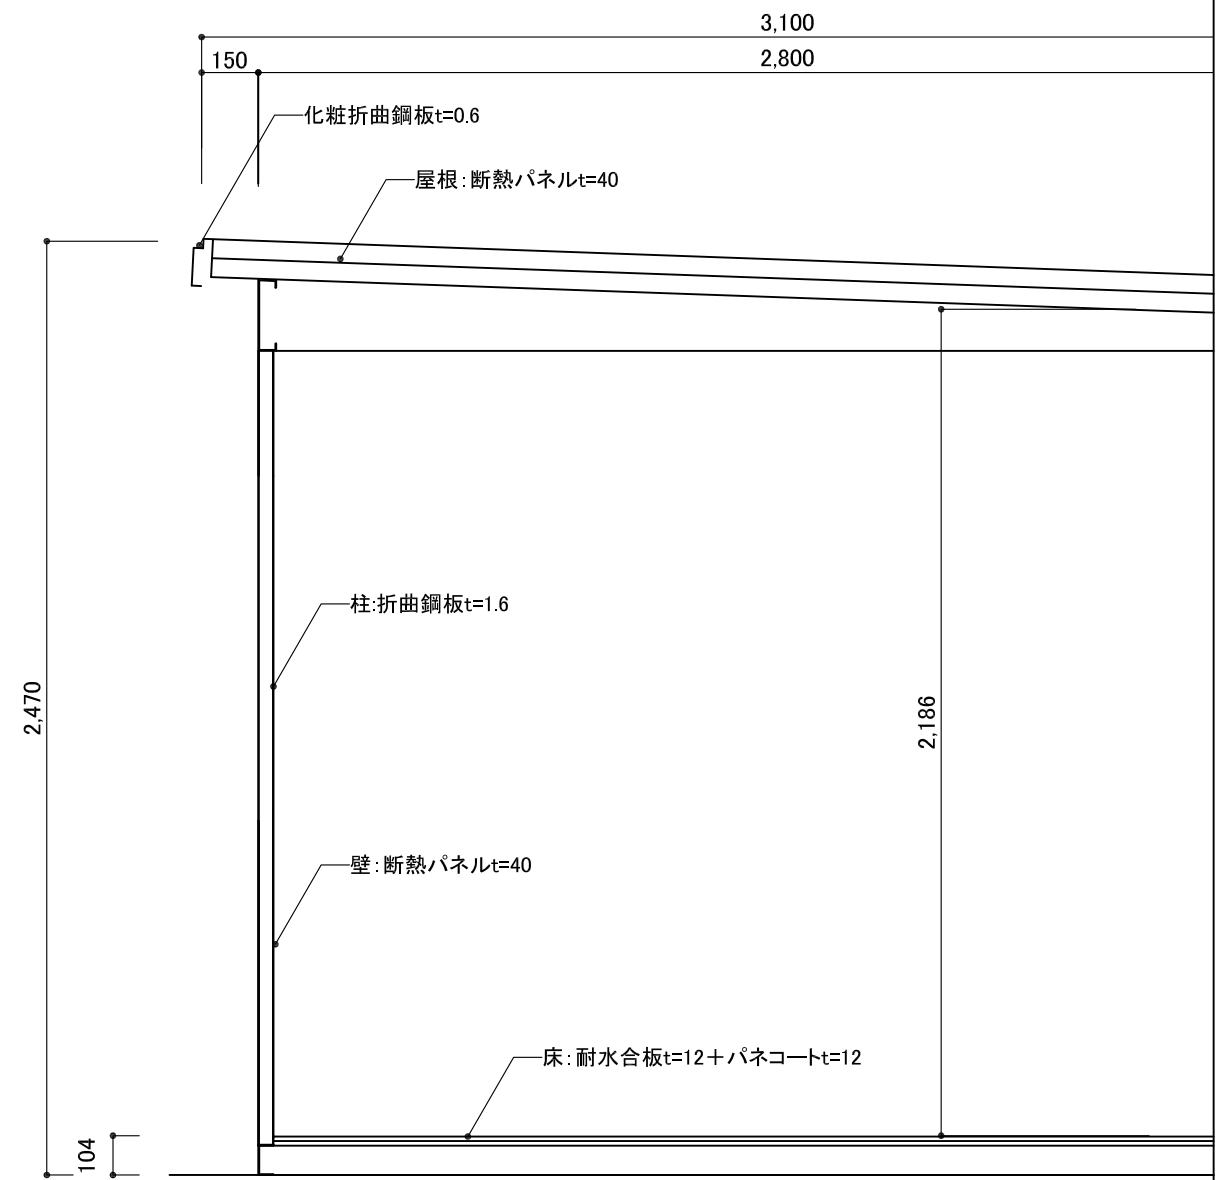 3,100
150
2,800
化粧折曲鋼板t=0.6
屋根：断熱パネルt=40
柱:折曲鋼板t=1.6
2,470
2,186
壁：断熱パネルt=40
床：耐水合板t=12＋パネコートt=12
104